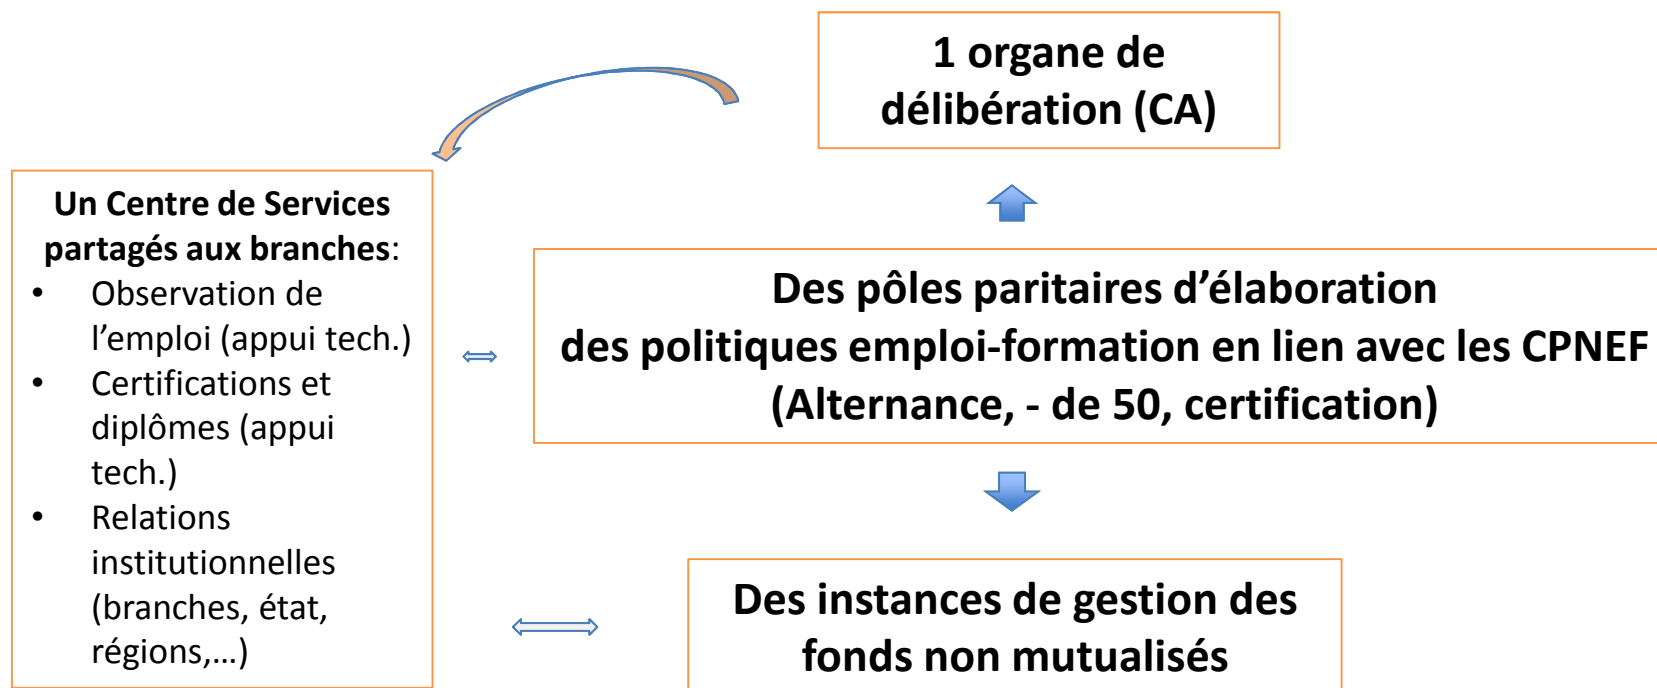 1 organe de
délibération (CA)
Un Centre de Services
partagés aux branches:
• Observation de
l'emploi (appui tech.)
• Certifications et
diplômes (appui
tech.)
• Relations
institutionnelles
(branches, état,
régions,...)
Des pôles paritaires d'élaboration
des politiques emploi-formation en lien avec les CPNEF
(Alternance, - de 50, certification)
Des instances de gestion des
fonds non mutualisés